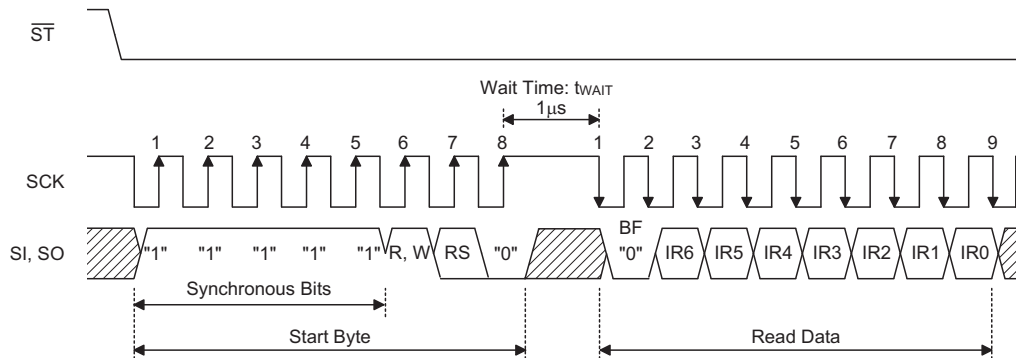 ST
Wait Time: tWAIT
1μs
1 2 3 4 5 6 7 8 1 2 3 4 5 6 7 8 9
SCK
BF
SI, SO "1" "1" "1" "1" "1" R, W RS "0" "0" IR6 IR5 IR4 IR3 IR2 IR1 IR0
Synchronous Bits
Start Byte Read Data